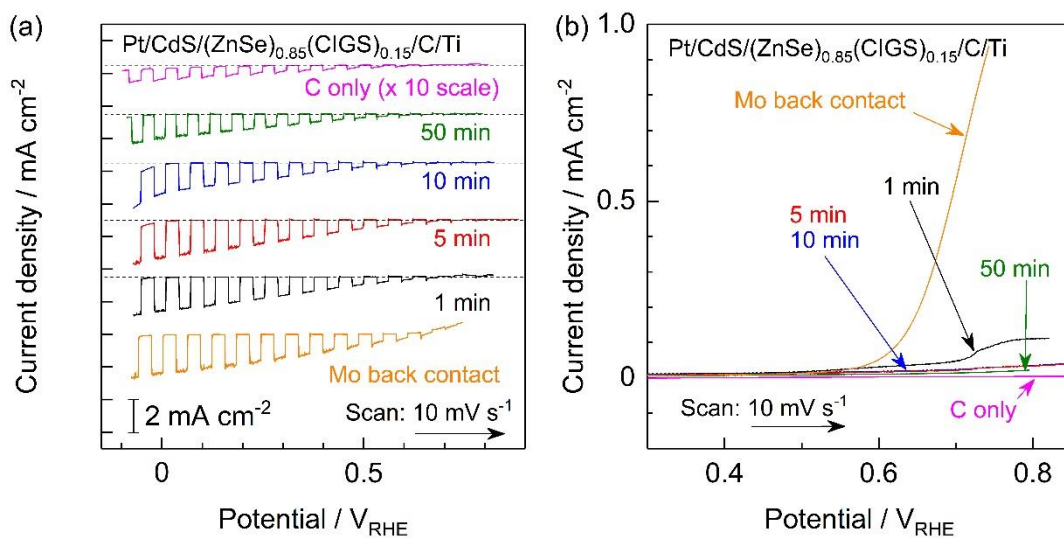 (a)
Pt/CdS/(ZnSe)0.85(CIGS)0.15/C/Ti
C only (x 10 scale)
50 min
10 min
5 min
1 min
Mo back contact
2 mA cm-2
Scan: 10 mV s-1
Current density / mA cm-2
0
0.5
Potential / VRHE
(b)
1.0
Pt/CdS/(ZnSe)0.85(CIGS)0.15/C/Ti
Mo back contact
1 min
5 min
10 min
50 min
0.5
0
C only
Scan: 10 mV s-1
Current density / mA cm-2
0.4
0.6
0.8
Potential / VRHE